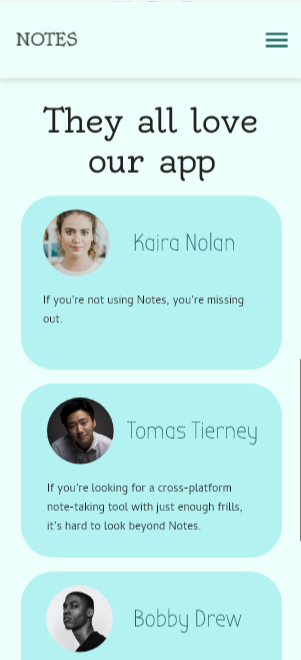 NOTES
They all love
our app
Kaira Nolan
If you're not using Notes, you're missing
out.
Tomas Tierney
If you're looking for a cross-platform
note-taking tool with just enough frills,
it's hard to look beyond Notes.
Bobby Drew